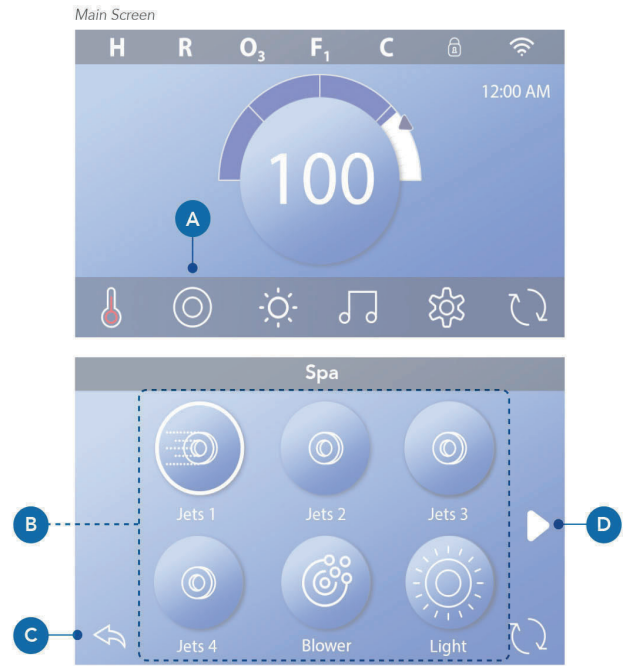 Main Screen
H R O3 F1 C
12:00 AM
100
A
Spa
Jets 1 Jets 2 Jets 3
B
D
Jets 4 Blower Light
C